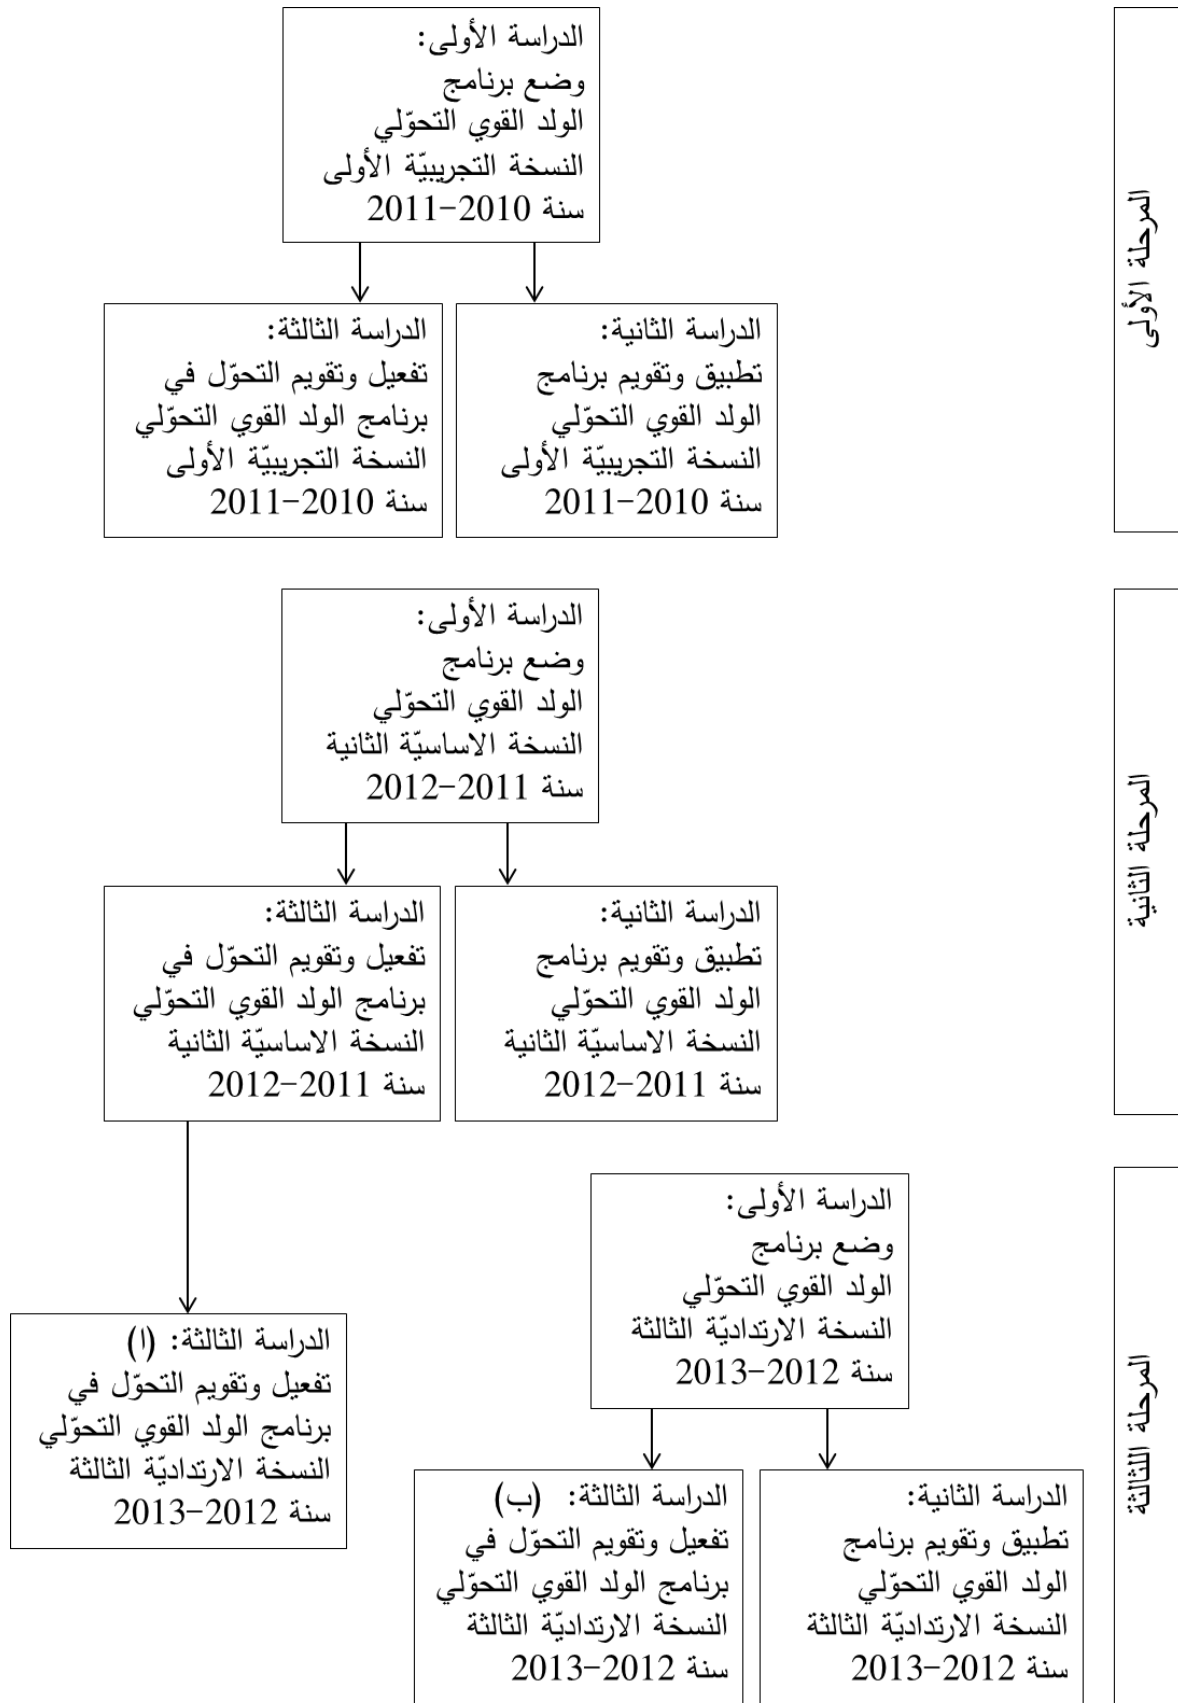 المرحلة الأولى
الدراسة الأولى:
وضع برنامج
الولد القوي التحوّلي
النسخة التجريبيّة الأولى
سنة 2010-2011
الدراسة الثانية:
تطبيق وتقويم برنامج
الولد القوي التحوّلي
النسخة التجريبيّة الأولى
سنة 2010-2011
الدراسة الثالثة:
تفعيل وتقويم التحوّل في
برنامج الولد القوي التحوّلي
النسخة التجريبيّة الأولى
سنة 2010-2011
المرحلة الثانية
الدراسة الأولى:
وضع برنامج
الولد القوي التحوّلي
النسخة الاساسيّة الثانية
سنة 2011-2012
الدراسة الثانية:
تطبيق وتقويم برنامج
الولد القوي التحوّلي
النسخة الاساسيّة الثانية
سنة 2011-2012
الدراسة الثالثة:
تفعيل وتقويم التحوّل في
برنامج الولد القوي التحوّلي
النسخة الاساسيّة الثانية
سنة 2011-2012
المرحلة اللثالثة
الدراسة الأولى:
وضع برنامج
الولد القوي التحوّلي
النسخة الارتداديّة الثالثة
سنة 2012-2013
الدراسة الثانية:
تطبيق وتقويم برنامج
الولد القوي التحوّلي
النسخة الارتداديّة الثالثة
سنة 2012-2013
الدراسة الثالثة: (ب)
تفعيل وتقويم التحوّل في
برنامج الولد القوي التحوّلي
النسخة الارتداديّة الثالثة
سنة 2012-2013
الدراسة الثالثة: (ا)
تفعيل وتقويم التحوّل في
برنامج الولد القوي التحوّلي
النسخة الارتداديّة الثالثة
سنة 2012-2013